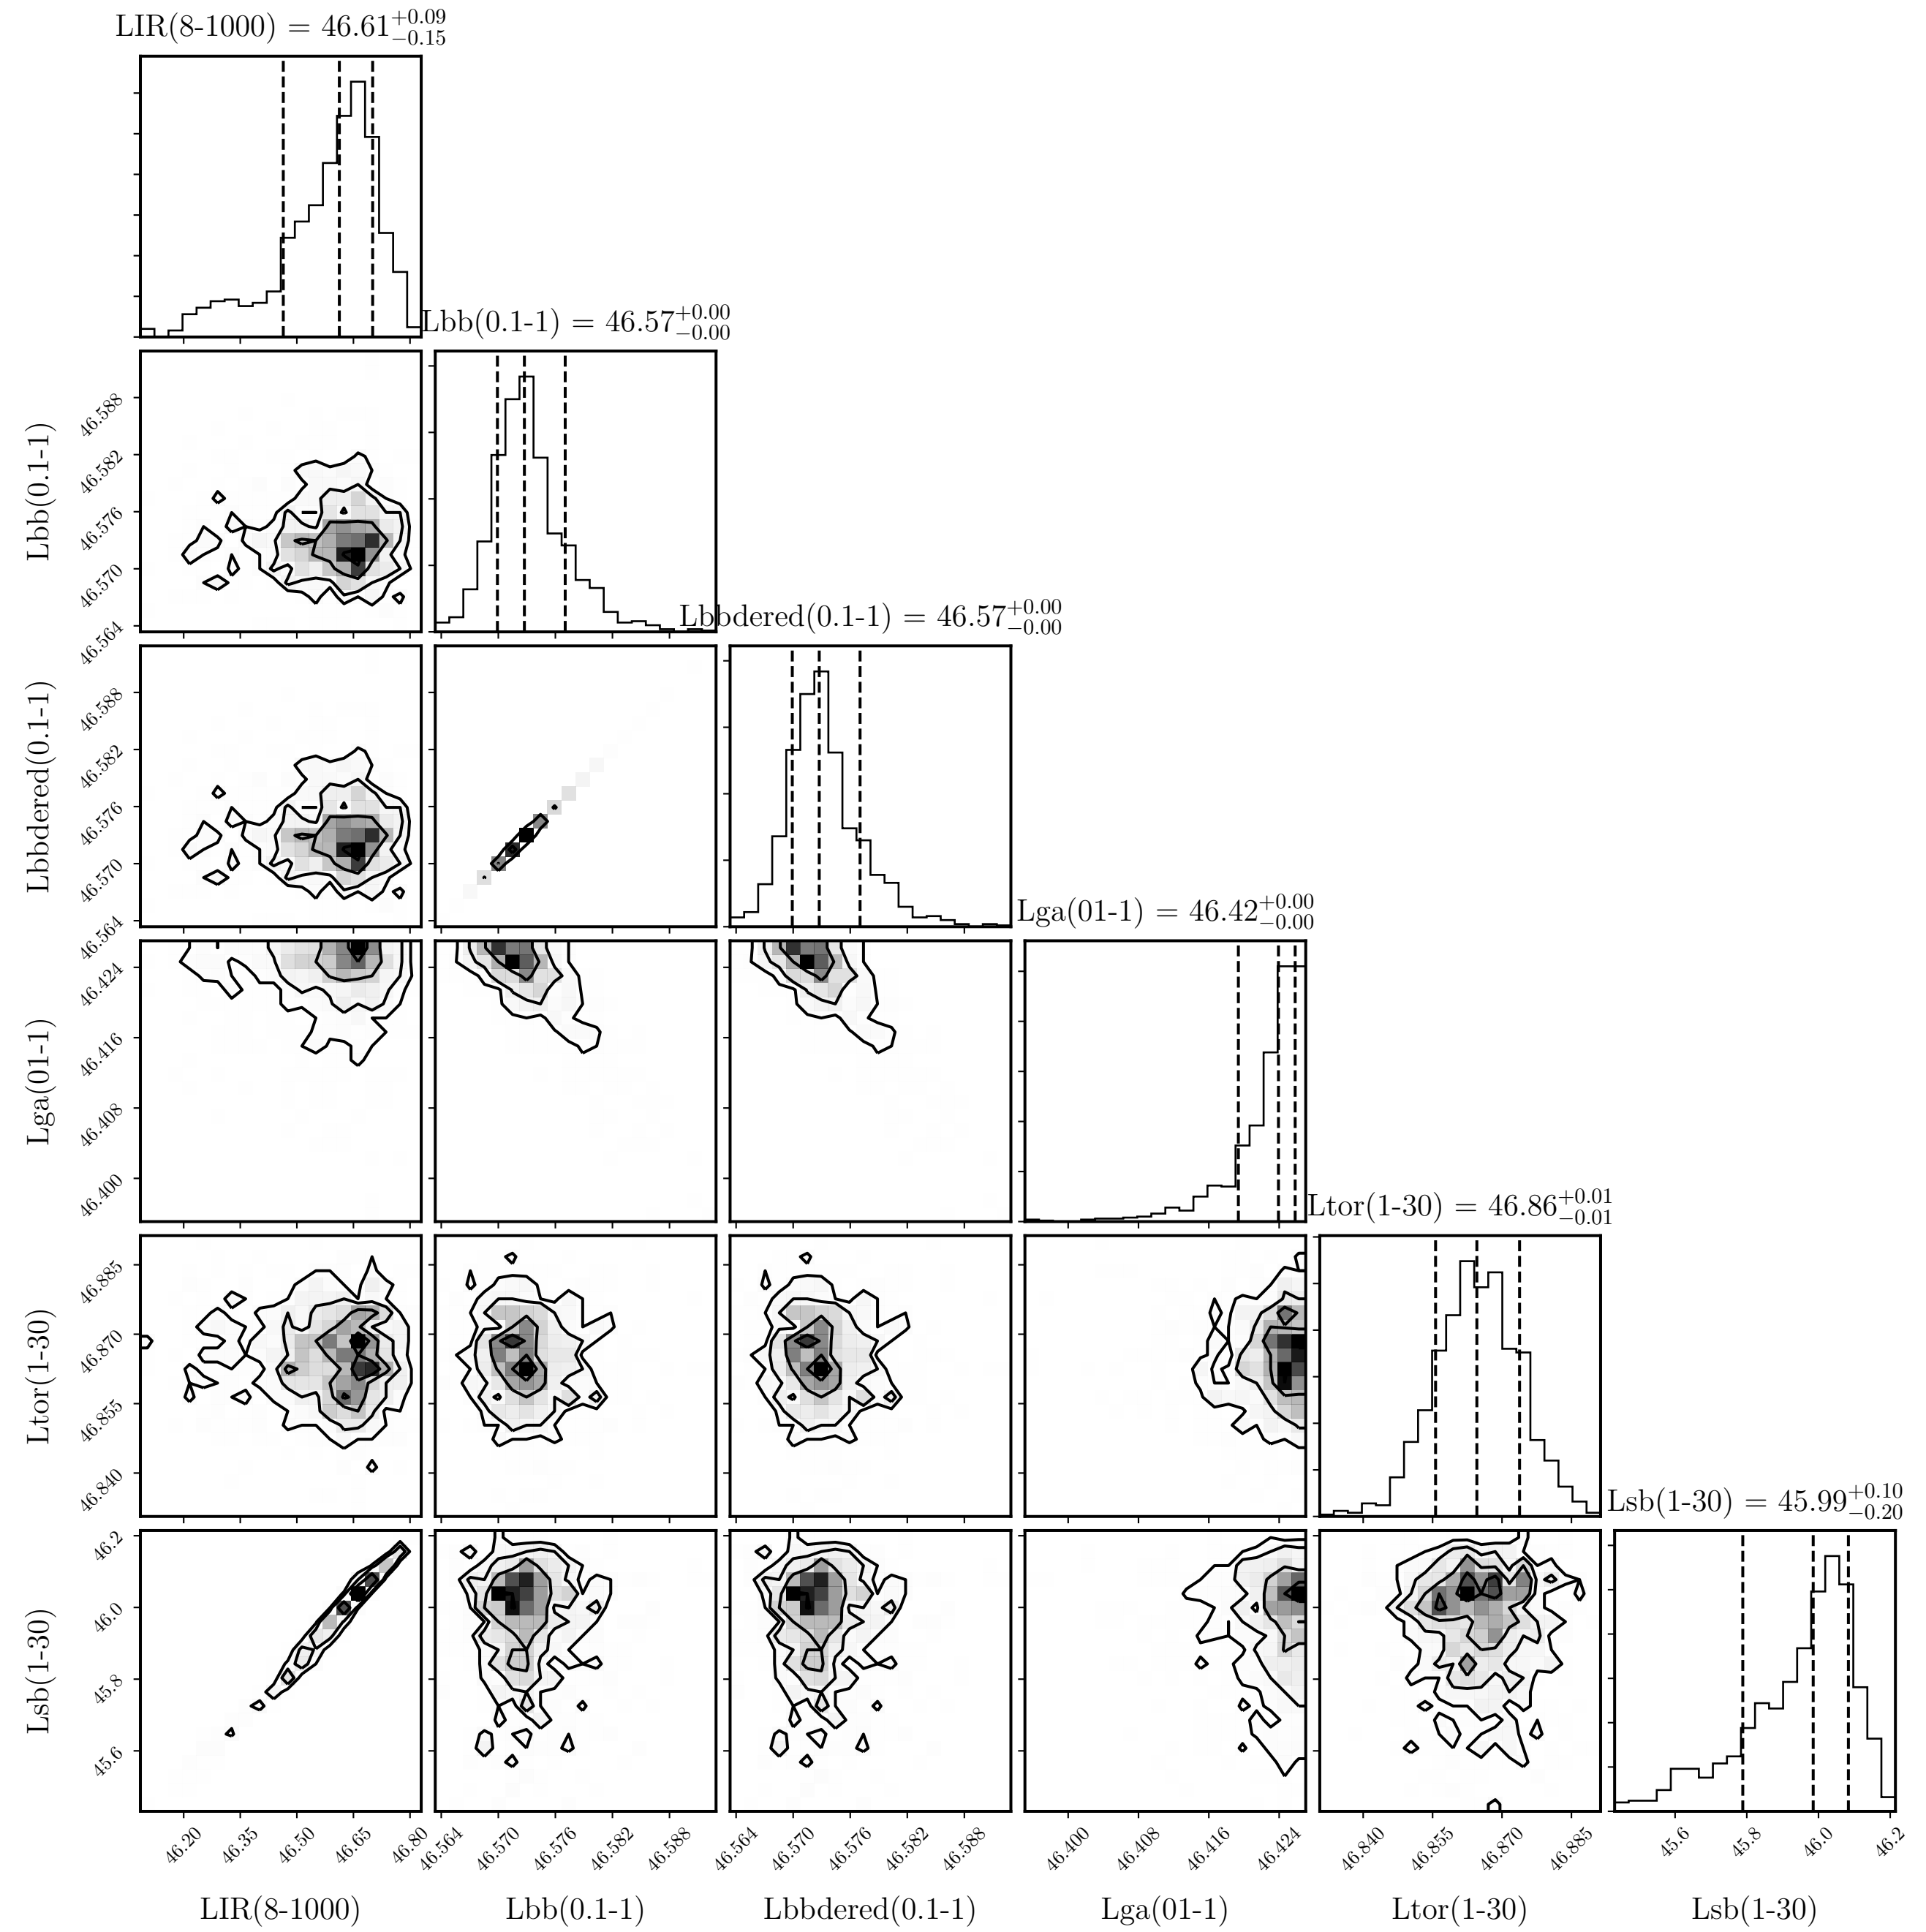 LIR(8-1000) = 46.61 +0.09 −0.15
Lbb(0.1-1) = 46.57 +0.00 −0.00
46.588
46.582
46.576
46.570
46.564
Lbb(0.1-1)
Lbbdered(0.1-1) = 46.57 +0.00 −0.00
46.588
46.582
46.576
46.570
46.564
Lbbdered(0.1-1)
Lga(01-1) = 46.42 +0.00 −0.00
46.424
46.416
46.408
46.400
Lga(01-1)
Ltor(1-30) = 46.86 +0.01 −0.01
46.885
46.870
46.855
46.840
Ltor(1-30)
Lsb(1-30) = 45.99 +0.10 −0.20
46.2
46.0
45.8
45.6
Lsb(1-30)
46.20 46.35 46.50 46.65 46.80 46.564 46.570 46.576 46.582 46.588 46.564 46.570 46.576 46.582 46.588 46.400 46.408 46.416 46.424 46.840 46.855 46.870 46.885 45.6 45.8 46.0 46.2
LIR(8-1000) Lbb(0.1-1) Lbbdered(0.1-1) Lga(01-1) Ltor(1-30) Lsb(1-30)